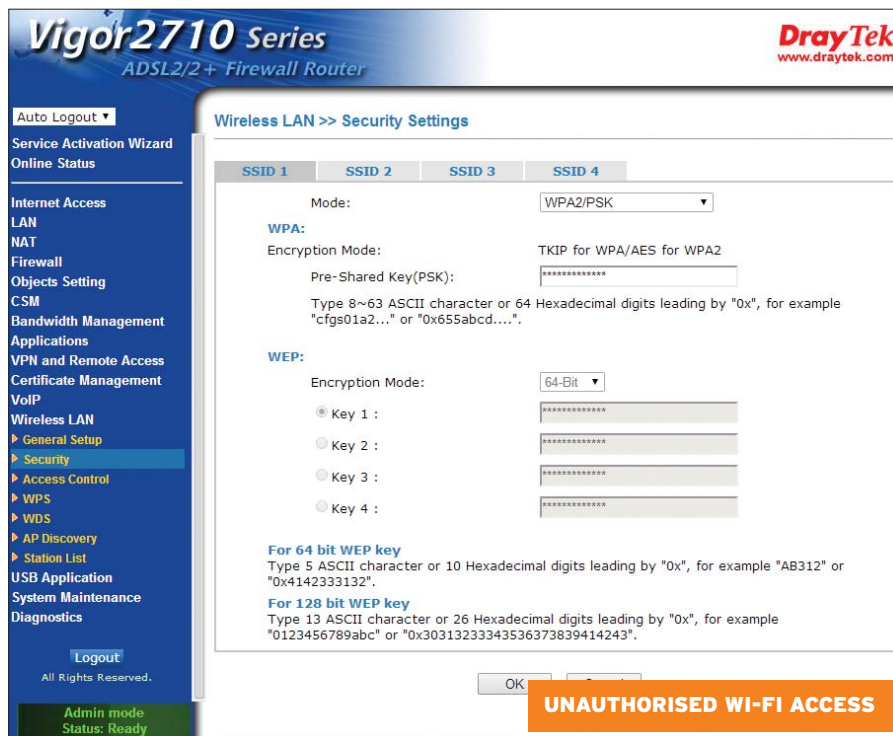 Vigor2710 Series
ADSL2/2+ Firewall Router
DrayTek
www.draytek.com
Auto Logout
Service Activation Wizard
Online Status
Internet Access
LAN
NAT
Firewall
Objects Setting
CSM
Bandwidth Management
Applications
VPN and Remote Access
Certificate Management
VoIP
Wireless LAN
General Setup
Security
Access Control
WPS
WDS
AP Discovery
Station List
USB Application
System Maintenance
Diagnostics
Logout
All Rights Reserved.
Admin mode
Status: Ready
Wireless LAN >> Security Settings
SSID 1 SSID 2 SSID 3 SSID 4
Mode: WPA2/PSK
WPA:
Encryption Mode: TKIP for WPA/AES for WPA2
Pre-Shared Key(PSK): *************
Type 8~63 ASCII character or 64 Hexadecimal digits leading by "0x", for example
"cfgs01a2..." or "0x655abcd....".
WEP:
Encryption Mode: 64-Bit
Key 1 : *************
Key 2 : *************
Key 3 : *************
Key 4 : *************
For 64 bit WEP key
Type 5 ASCII character or 10 Hexadecimal digits leading by "0x", for example "AB312" or
"0x4142333132".
For 128 bit WEP key
Type 13 ASCII character or 26 Hexadecimal digits leading by "0x", for example
"0123456789abc" or "0x30313233343536373839414243".
OK
UNAUTHORISED WI-FI ACCESS